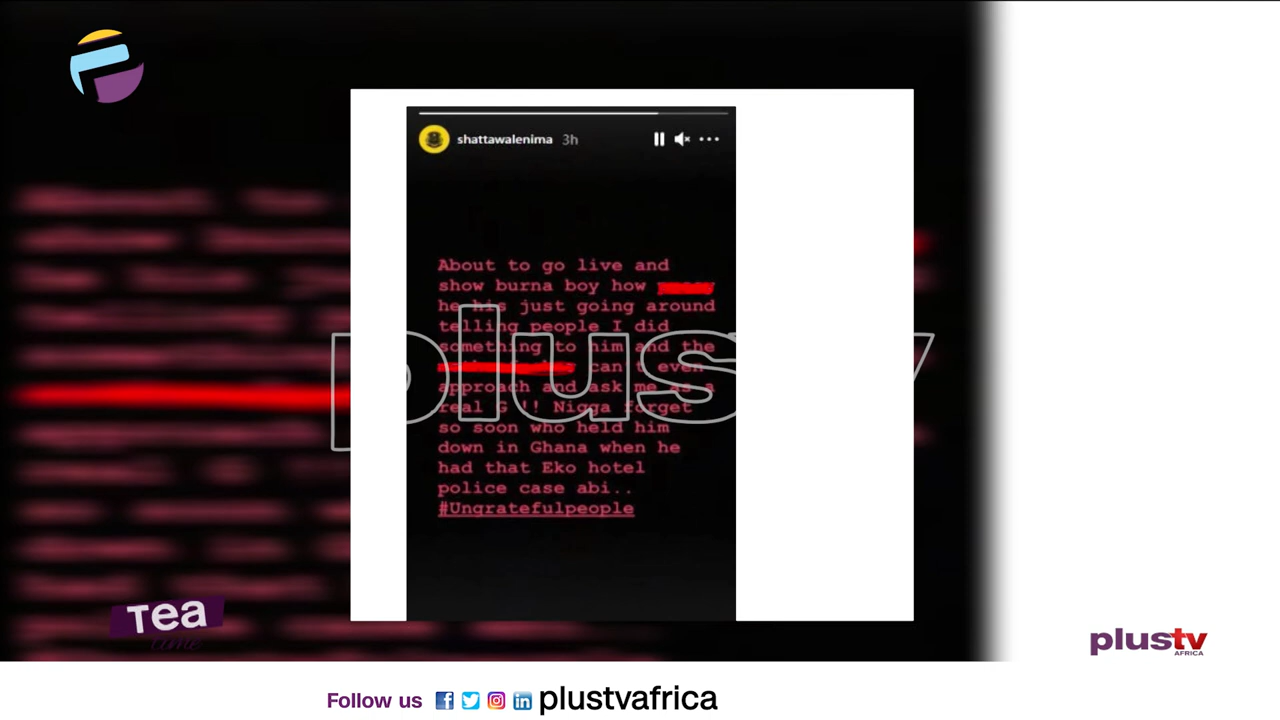 shattawalenima 3h
About to go live and
show burna boy how
he his just going around
telling people I did
something to him and the
can't even
approach and ask me as a
real G !! Nigga forget
so soon who held him
down in Ghana when he
had that Eko hotel
police case abi..
#Ungratefulpeople
plus
Tea
time
plustv
AFRICA
Follow us plustvafrica